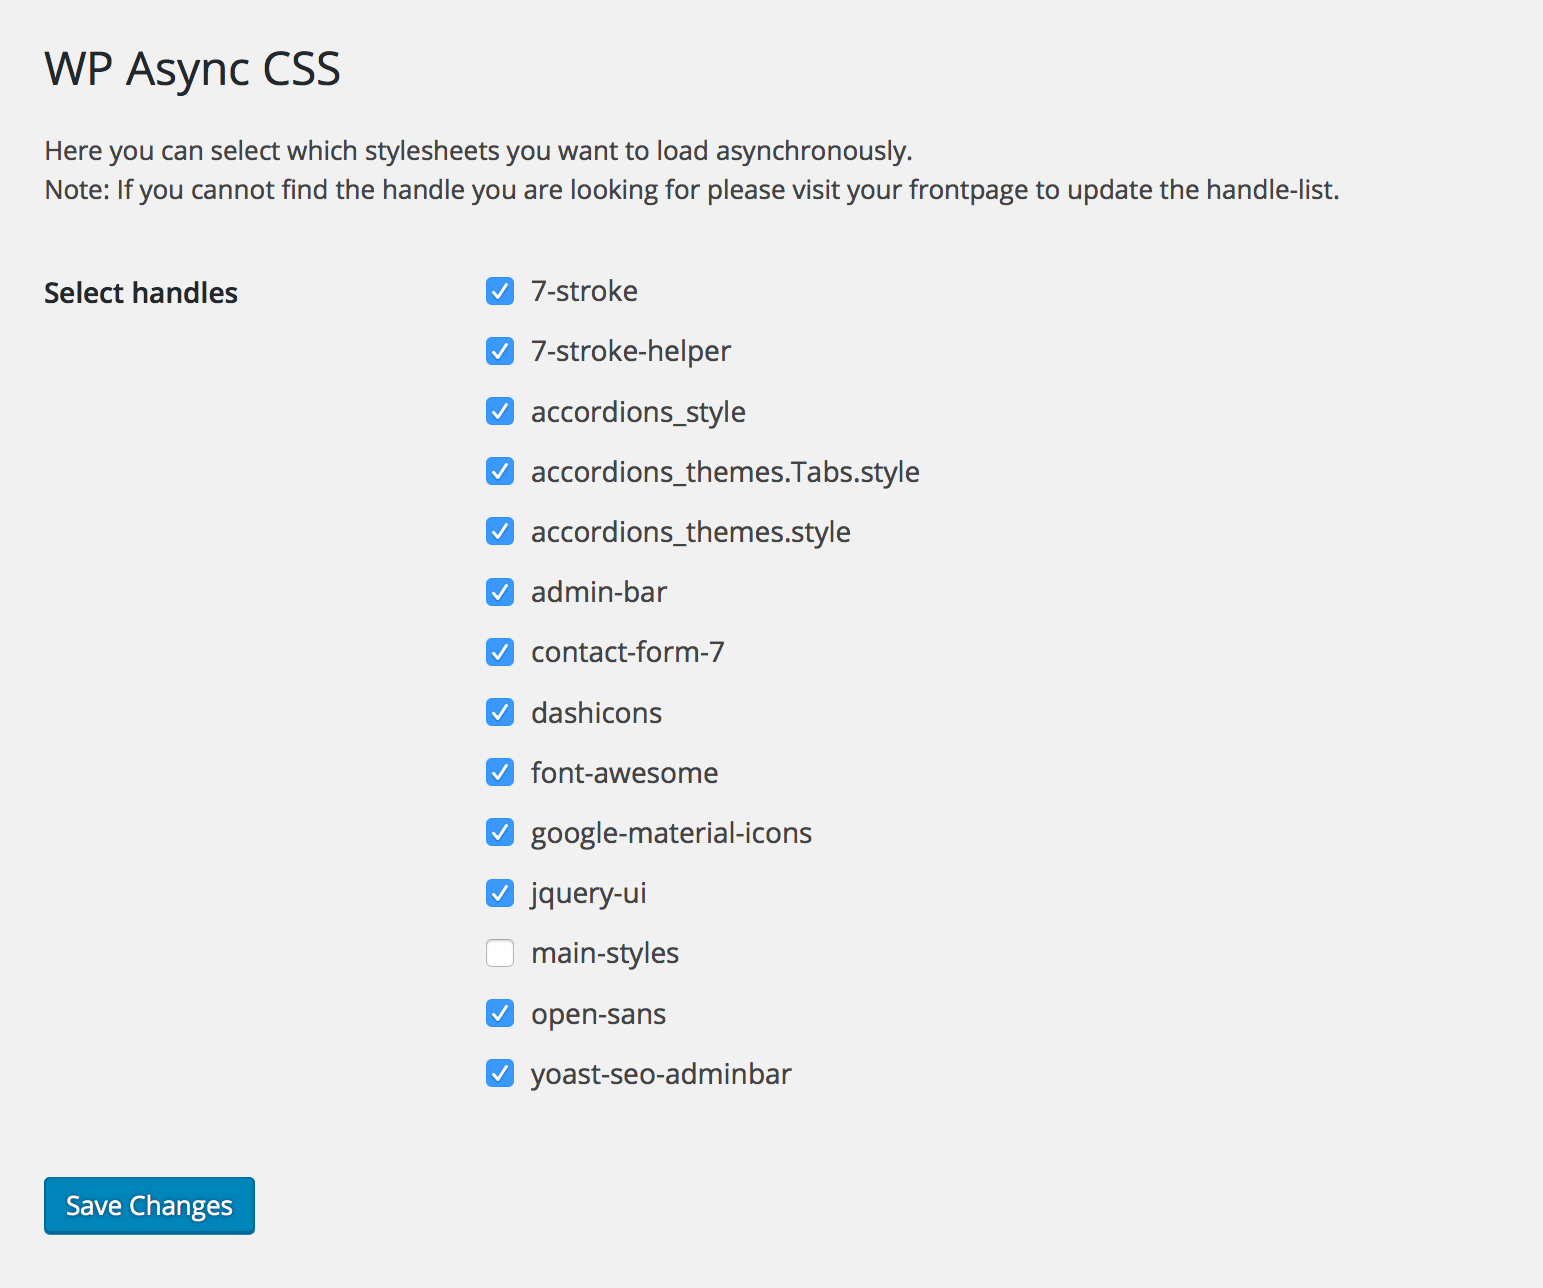 WP Async CSS
Here you can select which stylesheets you want to load asynchronously.
Note: If you cannot find the handle you are looking for please visit your frontpage to update the handle-list.
Select handles
7-stroke
7-stroke-helper
accordions_style
accordions_themes.Tabs.style
accordions_themes.style
admin-bar
contact-form-7
dashicons
font-awesome
google-material-icons
jquery-ui
main-styles
open-sans
yoast-seo-adminbar
Save Changes